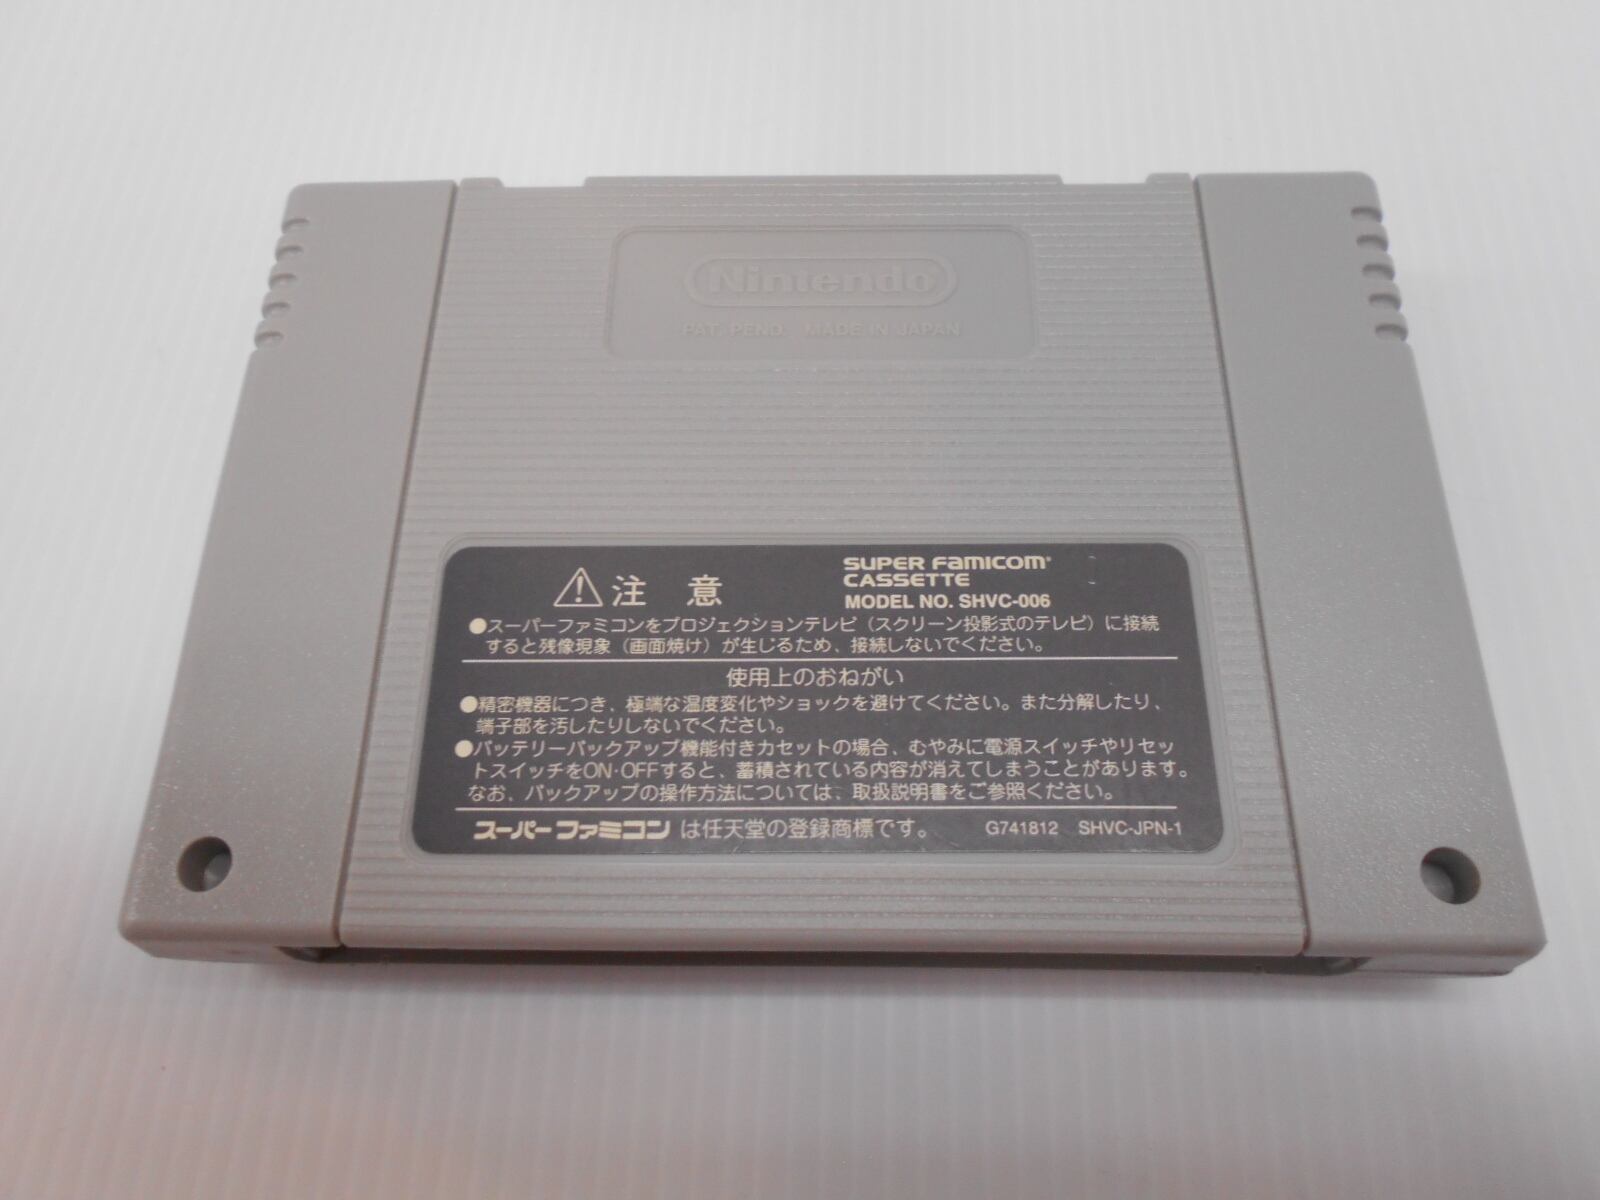 Nintendo
PAT. PEND. MADE IN JAPAN
⚠注 意
SUPER FAMICOM®
CASSETTE
MODEL NO. SHVC-006
●スーパーファミコンをプロジェクションテレビ（スクリーン投影式のテレビ）に接続
すると残像現象（画面焼け）が生じるため、接続しないでください。
使用上のおねがい
●精密機器につき、極端な温度変化やショックを避けてください。また分解したり、
端子部を汚したりしないでください。
●バッテリーバックアップ機能付きカセットの場合、むやみに電源スイッチやリセッ
トスイッチをON・OFFすると、蓄積されている内容が消えてしまうことがあります。
なお、バックアップの操作方法については、取扱説明書をご参照ください。
スーパーファミコン は任天堂の登録商標です。 G741812 SHVC-JPN-1